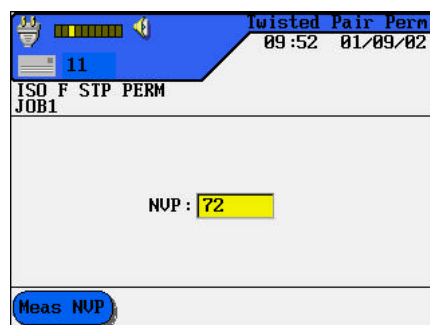 Twisted Pair Perm
09:52 01/09/02
11
ISO F STP PERM
JOB1
NVP: 72
Meas NVP